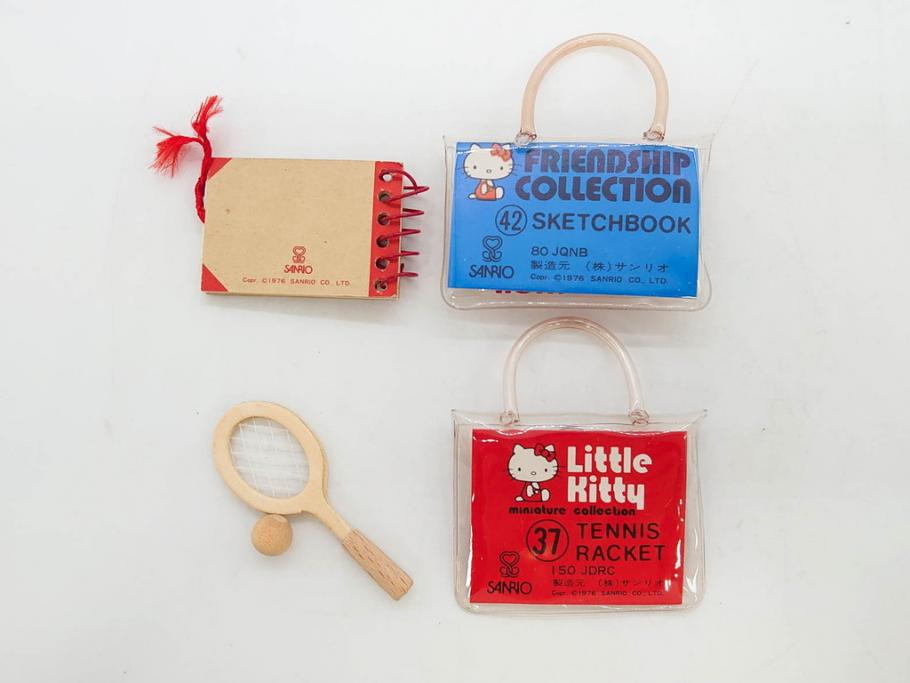 SANRIO
Copr. ©1976 SANRIO CO., LTD.
FRIENDSHIP
COLLECTION
42 SKETCHBOOK
80 JQNB
SANRIO
製造元 (株)サンリオ
Copr. ©1976 SANRIO CO., LTD.
Little
Kitty
miniature collection
37 TENNIS
RACKET
150 JDRC
SANRIO
製造元 (株)サンリオ
Copr. ©1976 SANRIO CO., LTD.